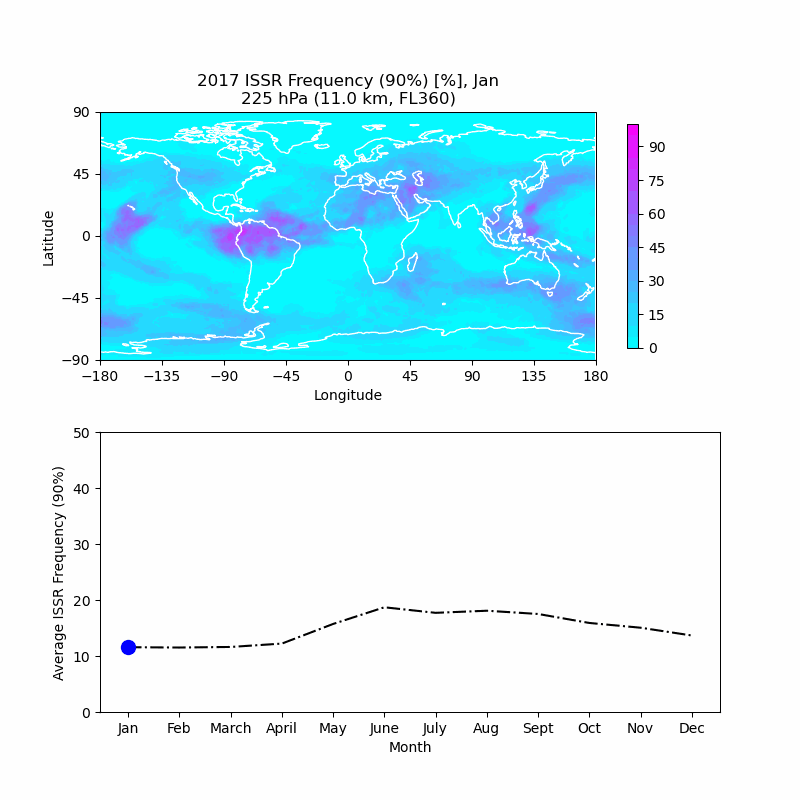 2017 ISSR Frequency (90%) [%], Jan
225 hPa (11.0 km, FL360)
90
45
0
−45
−90
Latitude
−180 −135 −90 −45 0 45 90 135 180
Longitude
90
75
60
45
30
15
0
50
40
30
20
10
0
Average ISSR Frequency (90%)
Jan Feb March April May June July Aug Sept Oct Nov Dec
Month